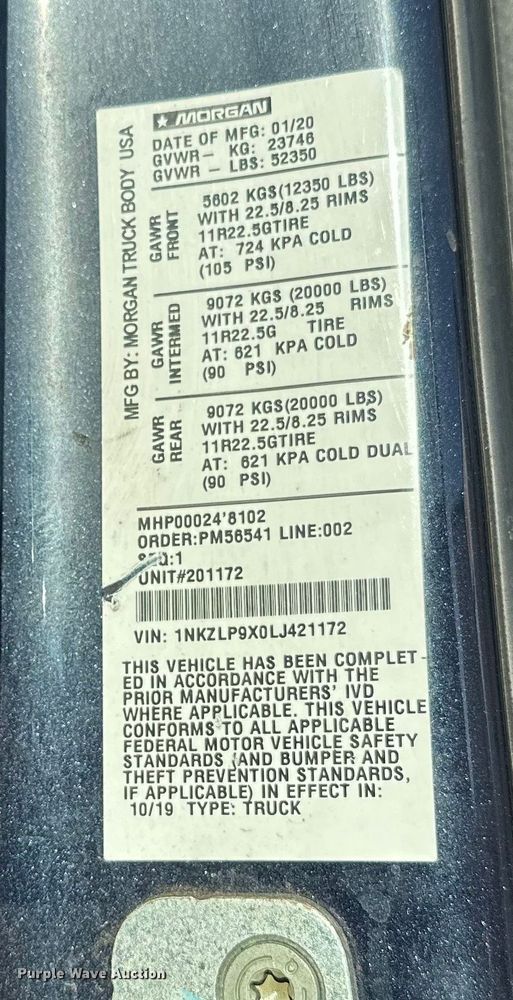 MFG BY: MORGAN TRUCK BODY USA
MORGAN
DATE OF MFG: 01/20
GVWR - KG: 23746
GVWR - LBS: 52350
GAWR FRONT
5602 KGS(12350 LBS)
WITH 22.5/8.25 RIMS
11R22.5GTIRE
AT: 724 KPA COLD
(105 PSI)
GAWR INTERMED
9072 KGS (20000 LBS)
WITH 22.5/8.25 RIMS
11R22.5G TIRE
AT: 621 KPA COLD
(90 PSI)
GAWR REAR
9072 KGS(20000 LBS)
WITH 22.5/8.25 RIMS
11R22.5GTIRE
AT: 621 KPA COLD DUAL
(90 PSI)
MHP00024'8102
ORDER:PM56541 LINE:002
SEQ:1
UNIT#201172
VIN: 1NKZLP9X0LJ421172
THIS VEHICLE HAS BEEN COMPLET-
ED IN ACCORDANCE WITH THE
PRIOR MANUFACTURERS' IVD
WHERE APPLICABLE. THIS VEHICLE
CONFORMS TO ALL APPLICABLE
FEDERAL MOTOR VEHICLE SAFETY
STANDARDS (AND BUMPER AND
THEFT PREVENTION STANDARDS,
IF APPLICABLE) IN EFFECT IN:
10/19 TYPE: TRUCK
Purple Wave Auction